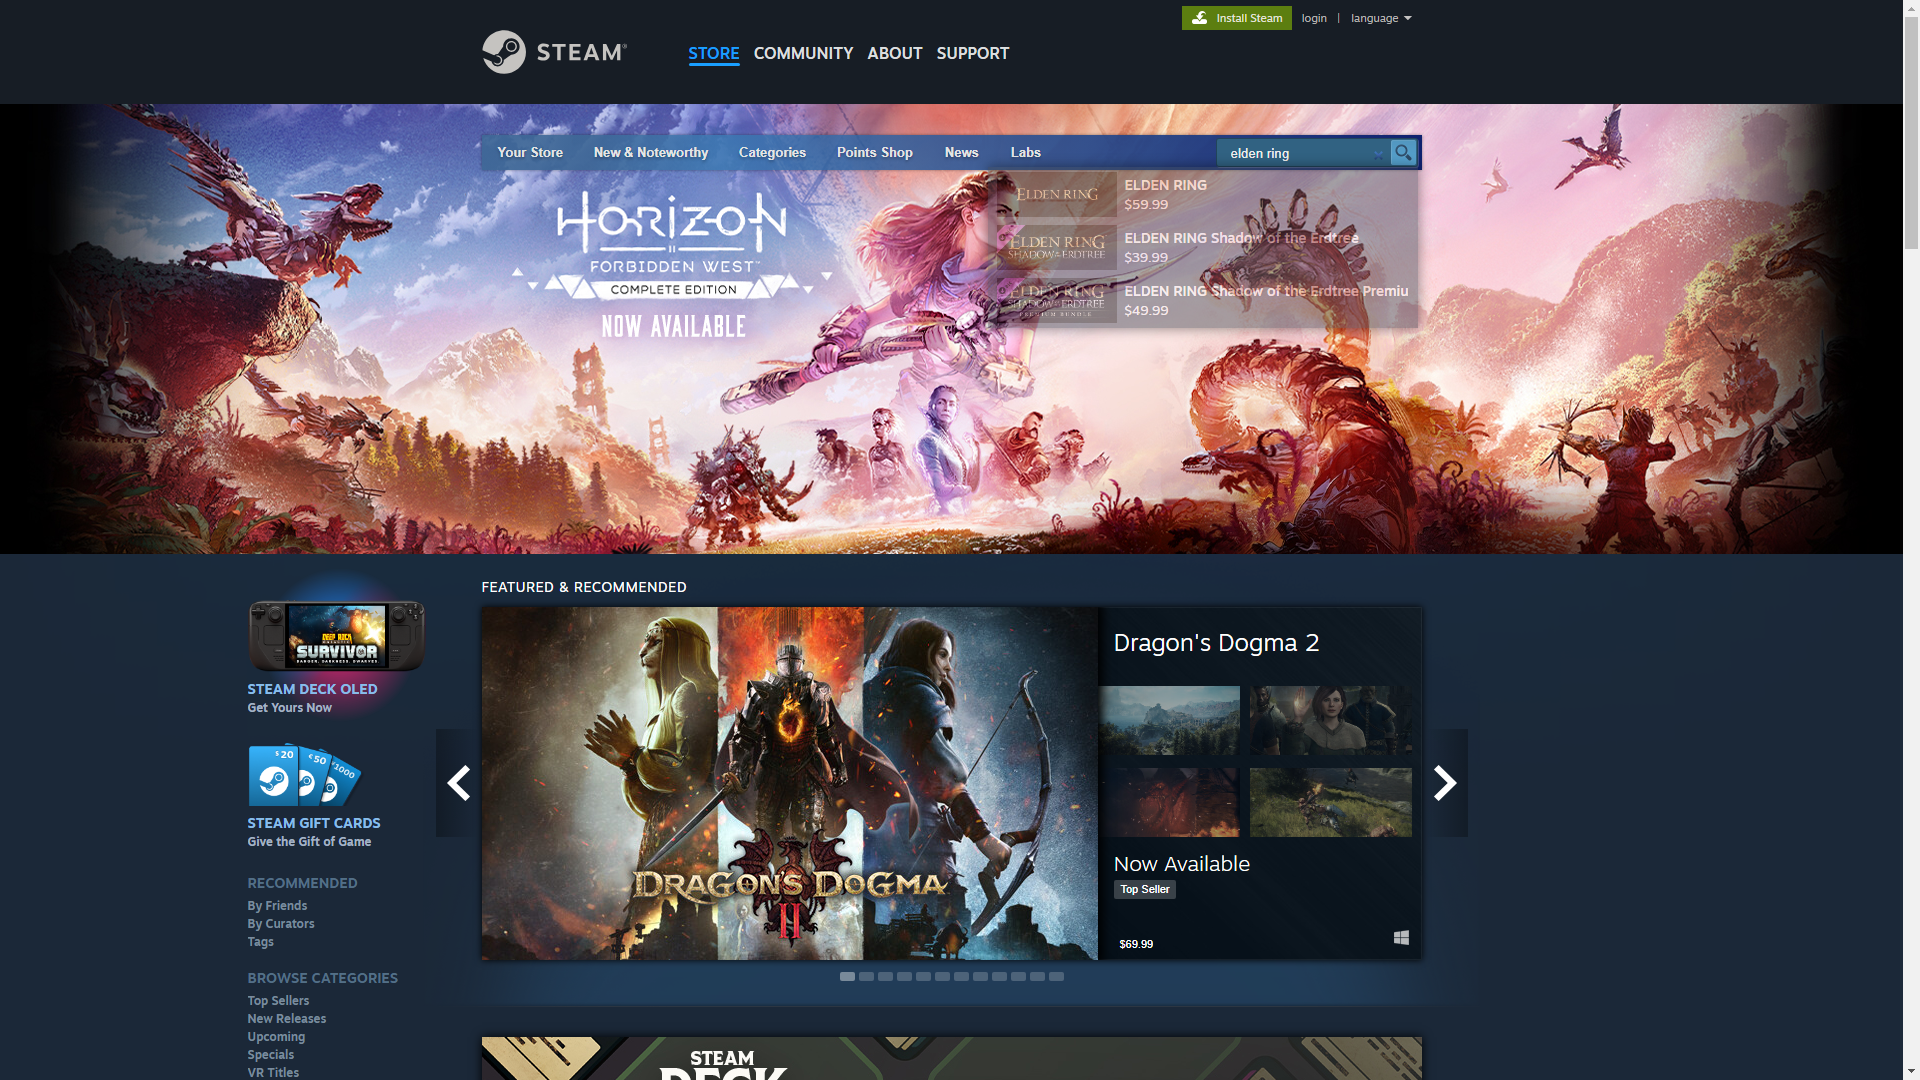 Install Steam
login | language
STEAM
STORE COMMUNITY ABOUT SUPPORT
Your Store New & Noteworthy Categories Points Shop News Labs
elden ring
ELDEN RING
ELDEN RING
$59.99
ELDEN RING
SHADOW OF THE ERDTREE
ELDEN RING Shadow of the Erdtree
$39.99
ELDEN RING
SHADOW OF THE ERDTREE
PREMIUM BUNDLE
ELDEN RING Shadow of the Erdtree Premiu
$49.99
HORIZON
II
FORBIDDEN WEST™
COMPLETE EDITION
NOW AVAILABLE
FEATURED & RECOMMENDED
DEEP ROCK
SURVIVOR
DANGER. DARKNESS. DWARVES.
STEAM DECK OLED
Get Yours Now
$20
€50
1000
STEAM GIFT CARDS
Give the Gift of Game
RECOMMENDED
By Friends
By Curators
Tags
BROWSE CATEGORIES
Top Sellers
New Releases
Upcoming
Specials
VR Titles
DRAGON'S DOGMA
II
Dragon's Dogma 2
Now Available
Top Seller
$69.99
STEAM
DECK